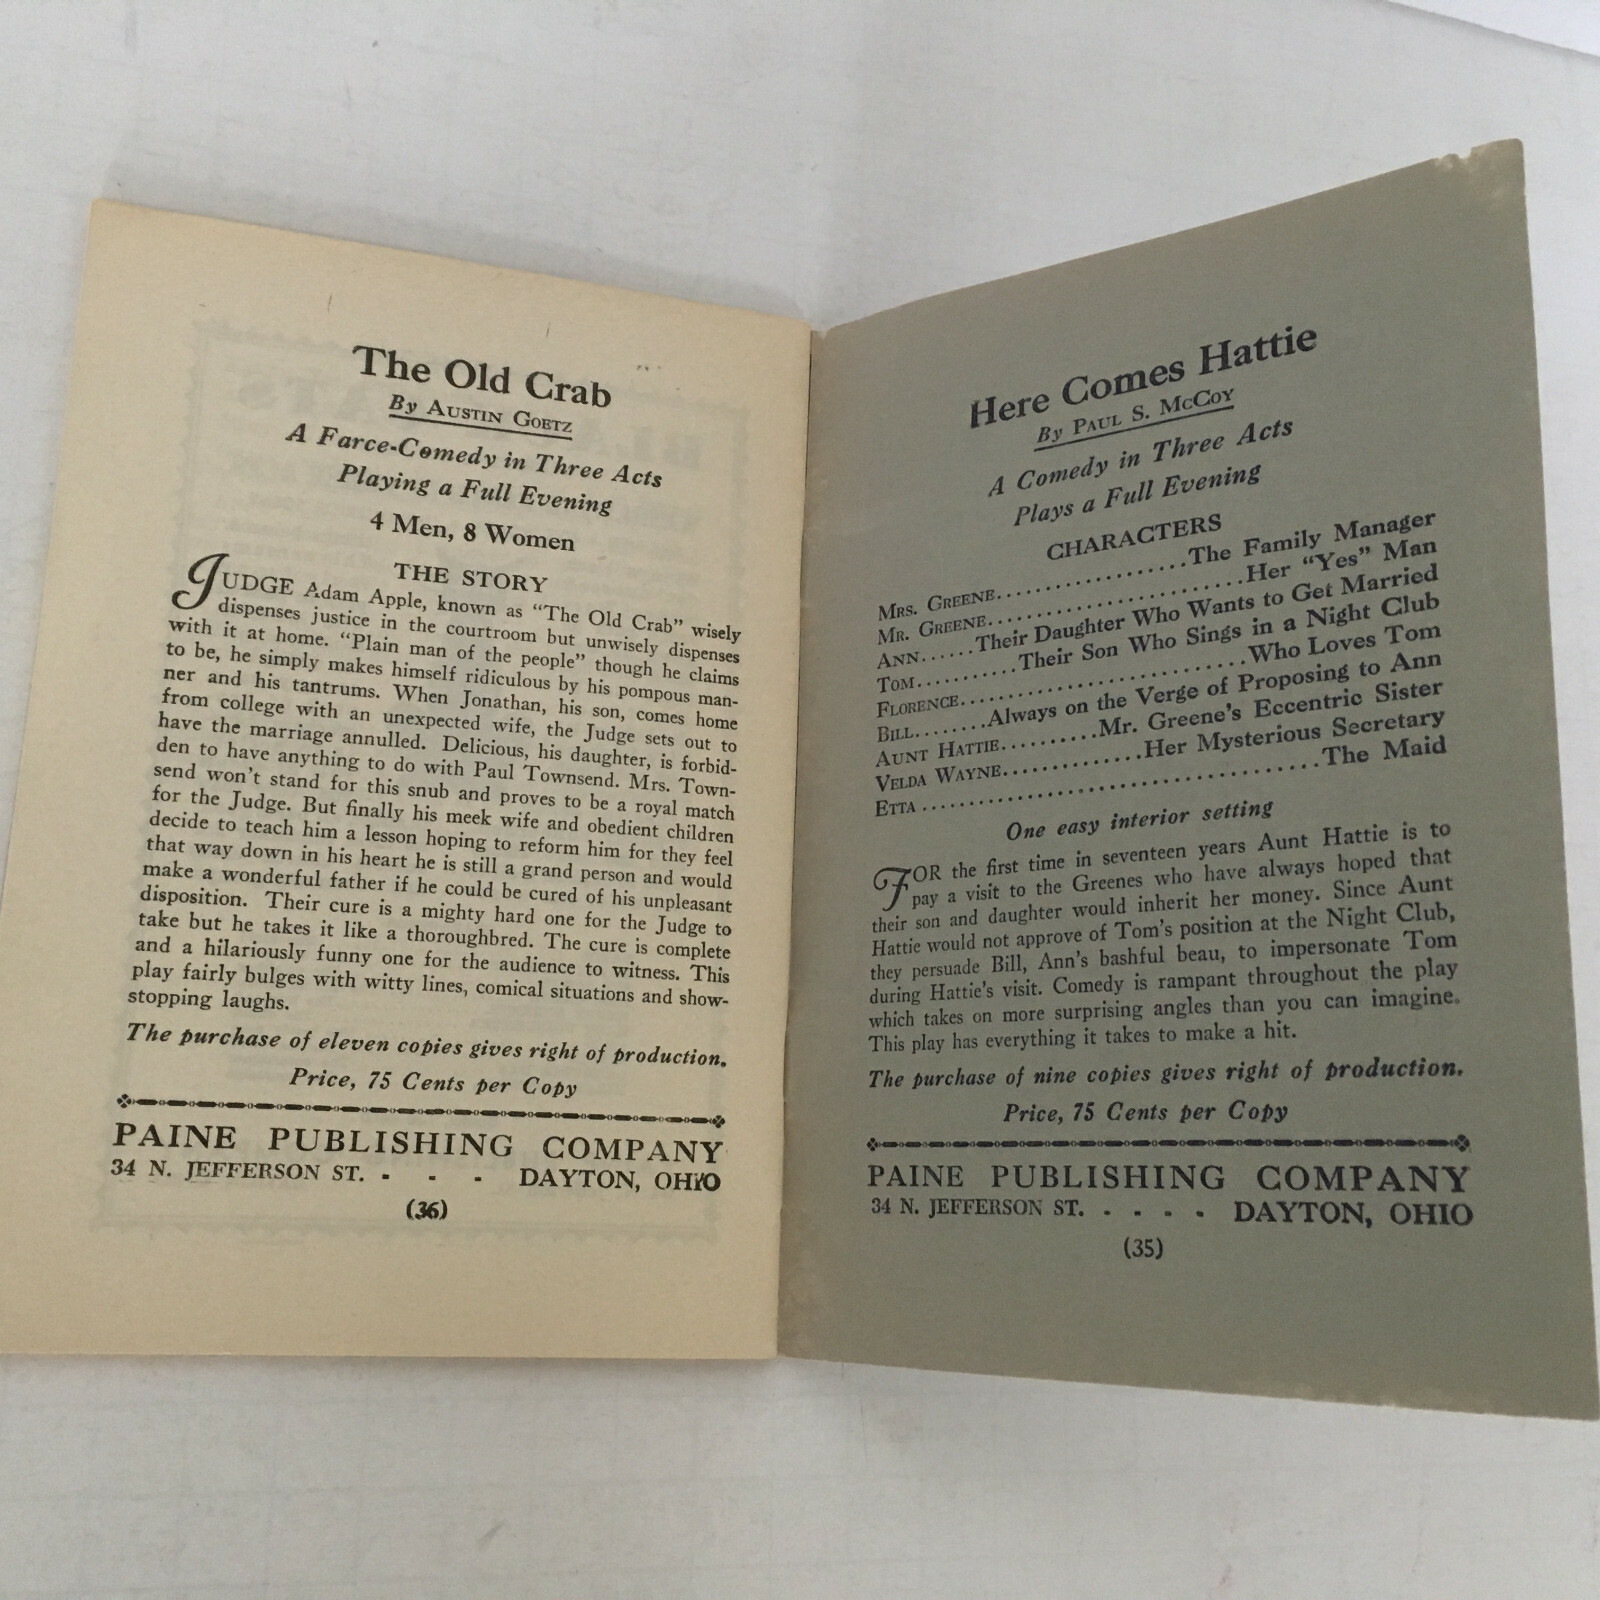 The Old Crab
By AUSTIN GOETZ
A Farce-Comedy in Three Acts
Playing a Full Evening
4 Men, 8 Women
THE STORY
JUDGE Adam Apple, known as "The Old Crab" wisely
dispenses justice in the courtroom but unwisely dispenses
with it at home. "Plain man of the people" though he claims
to be, he simply makes himself ridiculous by his pompous man-
ner and his tantrums. When Jonathan, his son, comes home
from college with an unexpected wife, the Judge sets out to
have the marriage annulled. Delicious, his daughter, is forbid-
den to have anything to do with Paul Townsend. Mrs. Town-
send won't stand for this snub and proves to be a royal match
for the Judge. But finally his meek wife and obedient children
decide to teach him a lesson hoping to reform him for they feel
that way down in his heart he is still a grand person and would
make a wonderful father if he could be cured of his unpleasant
disposition. Their cure is a mighty hard one for the Judge to
take but he takes it like a thoroughbred. The cure is complete
and a hilariously funny one for the audience to witness. This
play fairly bulges with witty lines, comical situations and show-
stopping laughs.
The purchase of eleven copies gives right of production.
Price, 75 Cents per Copy
PAINE PUBLISHING COMPANY
34 N. JEFFERSON ST. - - - DAYTON, OHIO
(36)
Here Comes Hattie
By PAUL S. McCOY
A Comedy in Three Acts
Plays a Full Evening
CHARACTERS
MRS. GREENE..................The Family Manager
MR. GREENE........................Her "Yes" Man
ANN......Their Daughter Who Wants to Get Married
TOM...........Their Son Who Sings in a Night Club
FLORENCE...........................Who Loves Tom
BILL........Always on the Verge of Proposing to Ann
AUNT HATTIE..........Mr. Greene's Eccentric Sister
VELDA WAYNE..............Her Mysterious Secretary
ETTA.......................................The Maid
One easy interior setting
FOR the first time in seventeen years Aunt Hattie is to
pay a visit to the Greenes who have always hoped that
their son and daughter would inherit her money. Since Aunt
Hattie would not approve of Tom's position at the Night Club,
they persuade Bill, Ann's bashful beau, to impersonate Tom
during Hattie's visit. Comedy is rampant throughout the play
which takes on more surprising angles than you can imagine.
This play has everything it takes to make a hit.
The purchase of nine copies gives right of production.
Price, 75 Cents per Copy
PAINE PUBLISHING COMPANY
34 N. JEFFERSON ST. - - - - DAYTON, OHIO
(35)